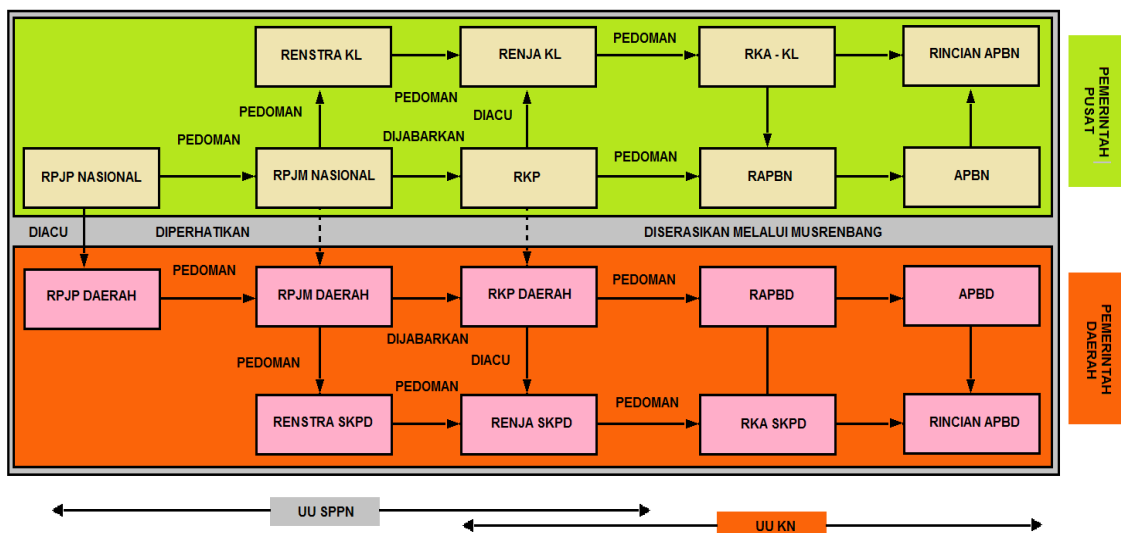 PEDOMAN
RENSTRA KL
RENJA KL
RKA - KL
RINCIAN APBN
PEDOMAN
PEDOMAN
DIACU
PEDOMAN
DIJABARKAN
PEDOMAN
RPJP NASIONAL
RPJM NASIONAL
RKP
RAPBN
APBN
PEMERINTAH
PUSAT
DIACU
DIPERHATIKAN
DISERASIKAN MELALUI MUSRENBANG
PEDOMAN
PEDOMAN
RPJP DAERAH
RPJM DAERAH
RKP DAERAH
RAPBD
APBD
DIJABARKAN
PEDOMAN
DIACU
PEDOMAN
PEDOMAN
RENSTRA SKPD
RENJA SKPD
RKA SKPD
RINCIAN APBD
PEMERINTAH
DAERAH
UU SPPN
UU KN